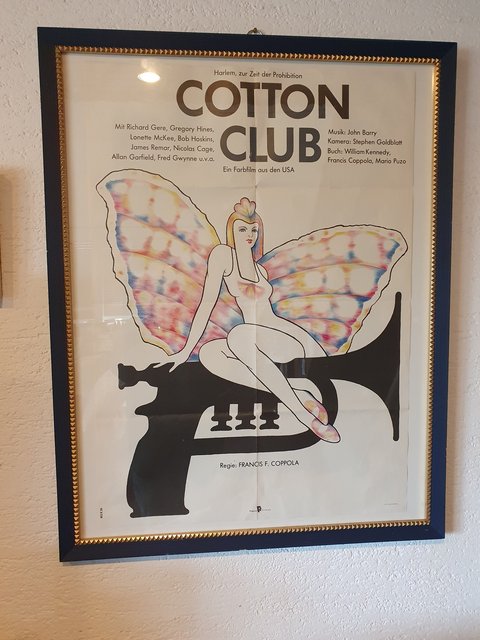 Harlem, zur Zeit der Prohibition
COTTON
CLUB
Mit Richard Gere, Gregory Hines,
Lonette McKee, Bob Hoskins,
James Remar, Nicolas Cage,
Allan Garfield, Fred Gwynne u.v.a.
Musik: John Barry
Kamera: Stephen Goldblatt
Buch: William Kennedy,
Francis Coppola, Mario Puzo
Ein Farbfilm aus den USA
Regie: FRANCIS F. COPPOLA